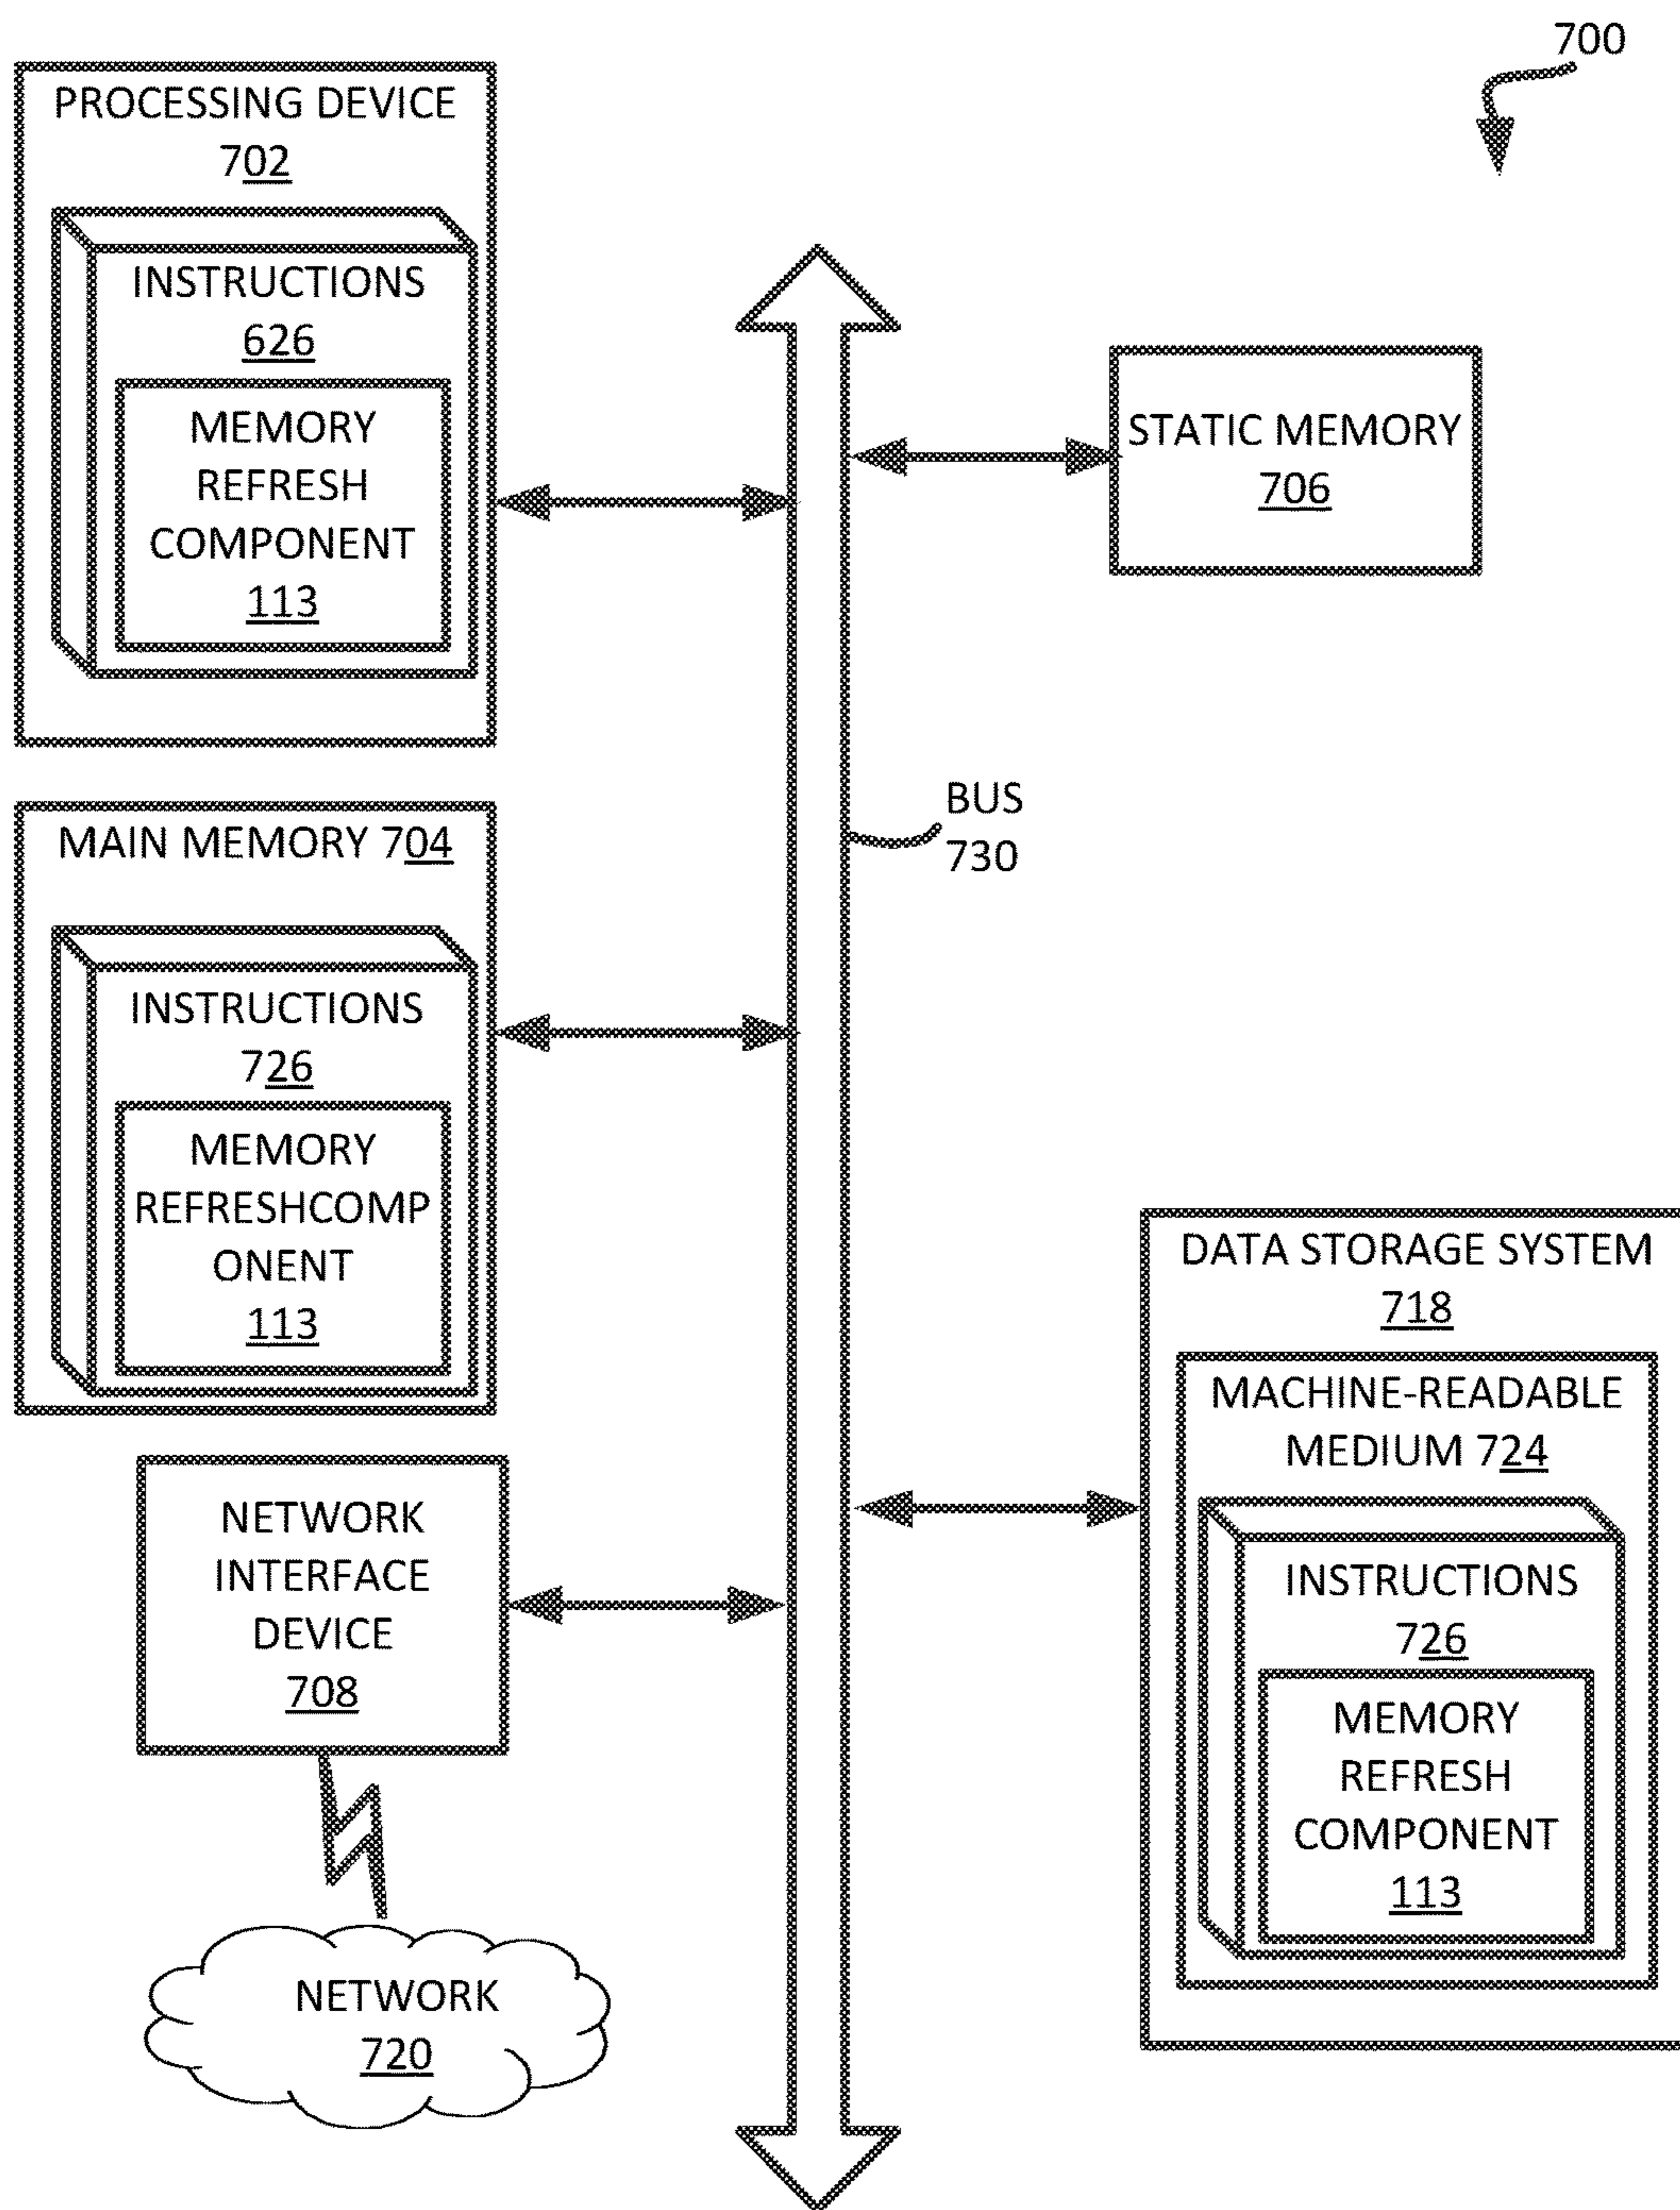 700
PROCESSING DEVICE
702
INSTRUCTIONS
626
MEMORY
REFRESH
COMPONENT
113
STATIC MEMORY
706
BUS
730
MAIN MEMORY 704
INSTRUCTIONS
726
MEMORY
REFRESHCOMP
ONENT
113
DATA STORAGE SYSTEM
718
MACHINE-READABLE
MEDIUM 724
INSTRUCTIONS
726
MEMORY
REFRESH
COMPONENT
113
NETWORK
INTERFACE
DEVICE
708
NETWORK
720